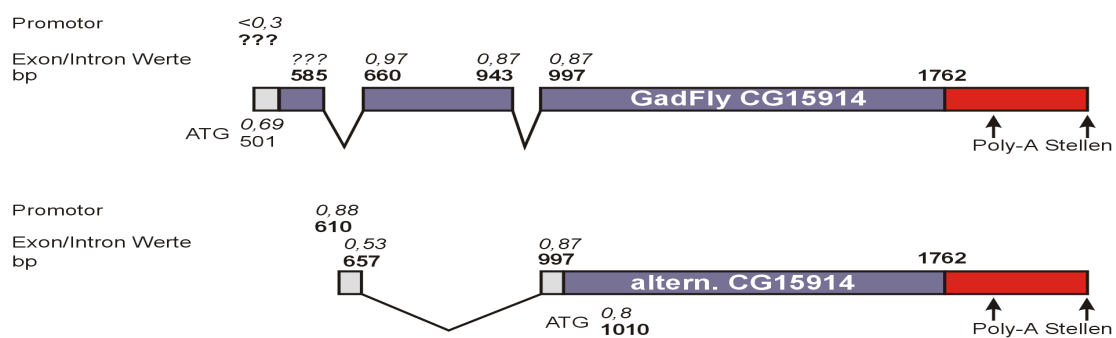 Promotor <0,3
???
Exon/Intron Werte ??? 0,97 0,87 0,87
bp 585 660 943 997 1762
GadFly CG15914
ATG 0,69
501
Poly-A Stellen
Promotor 0,88
610
Exon/Intron Werte 0,53 0,87
bp 657 997 1762
altern. CG15914
ATG 0,8
1010
Poly-A Stellen